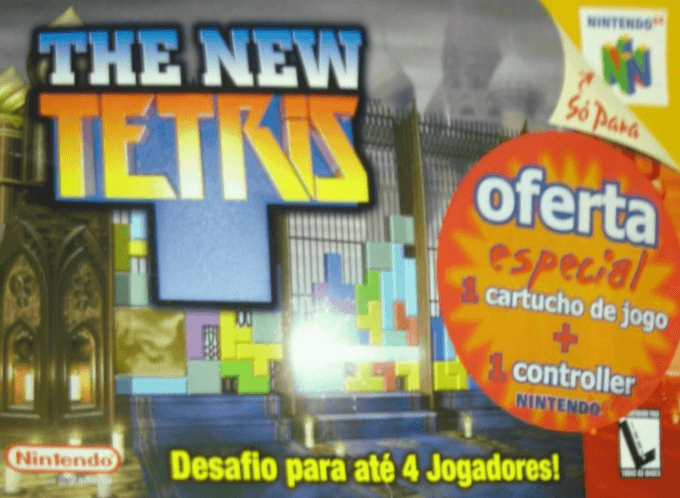 THE NEW
TETRIS
NINTENDO 64
Só Para
oferta
especial
1 cartucho de jogo
+
1 controller
NINTENDO
Nintendo
Desafio para até 4 Jogadores!